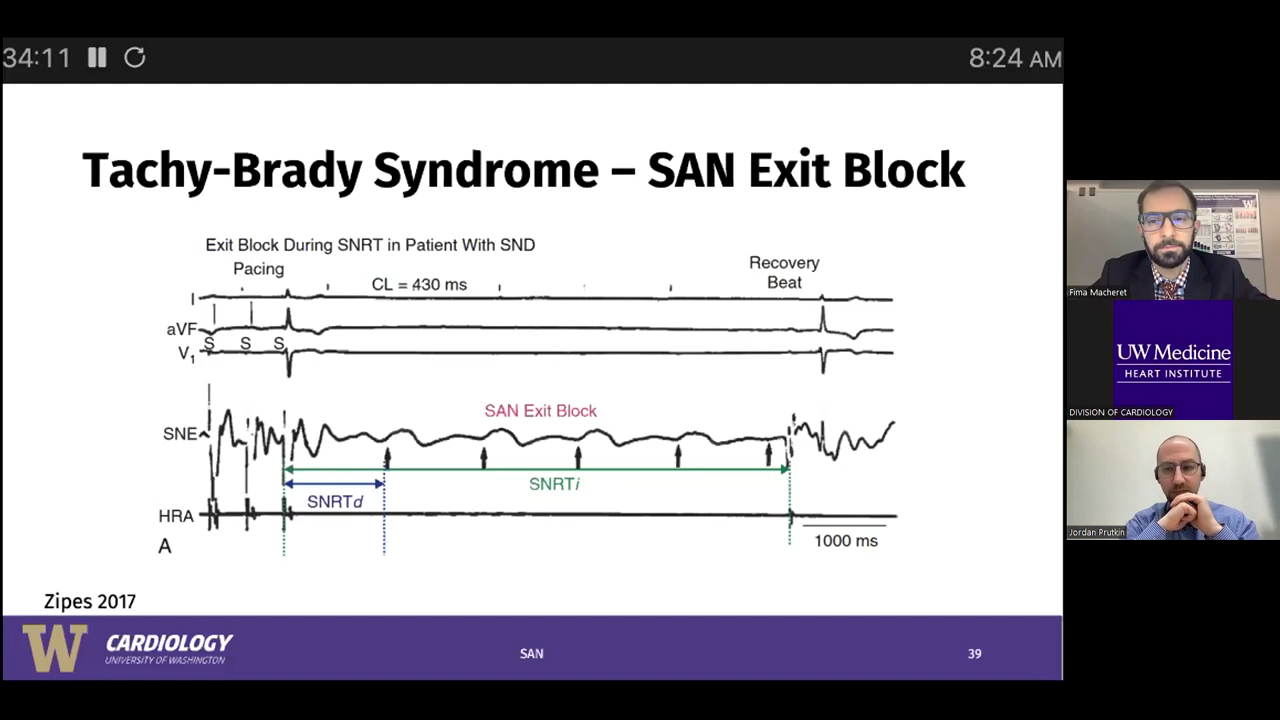 34:11
8:24 AM
Tachy-Brady Syndrome – SAN Exit Block
Exit Block During SNRT in Patient With SND
Pacing
CL = 430 ms
Recovery
Beat
I
aVF
S S S
V1
SAN Exit Block
SNE
SNRTi
SNRTd
HRA
1000 ms
A
Zipes 2017
W
CARDIOLOGY
UNIVERSITY OF WASHINGTON
SAN
39
Fima Macheret
UW Medicine
HEART INSTITUTE
DIVISION OF CARDIOLOGY
Jordan Prutkin